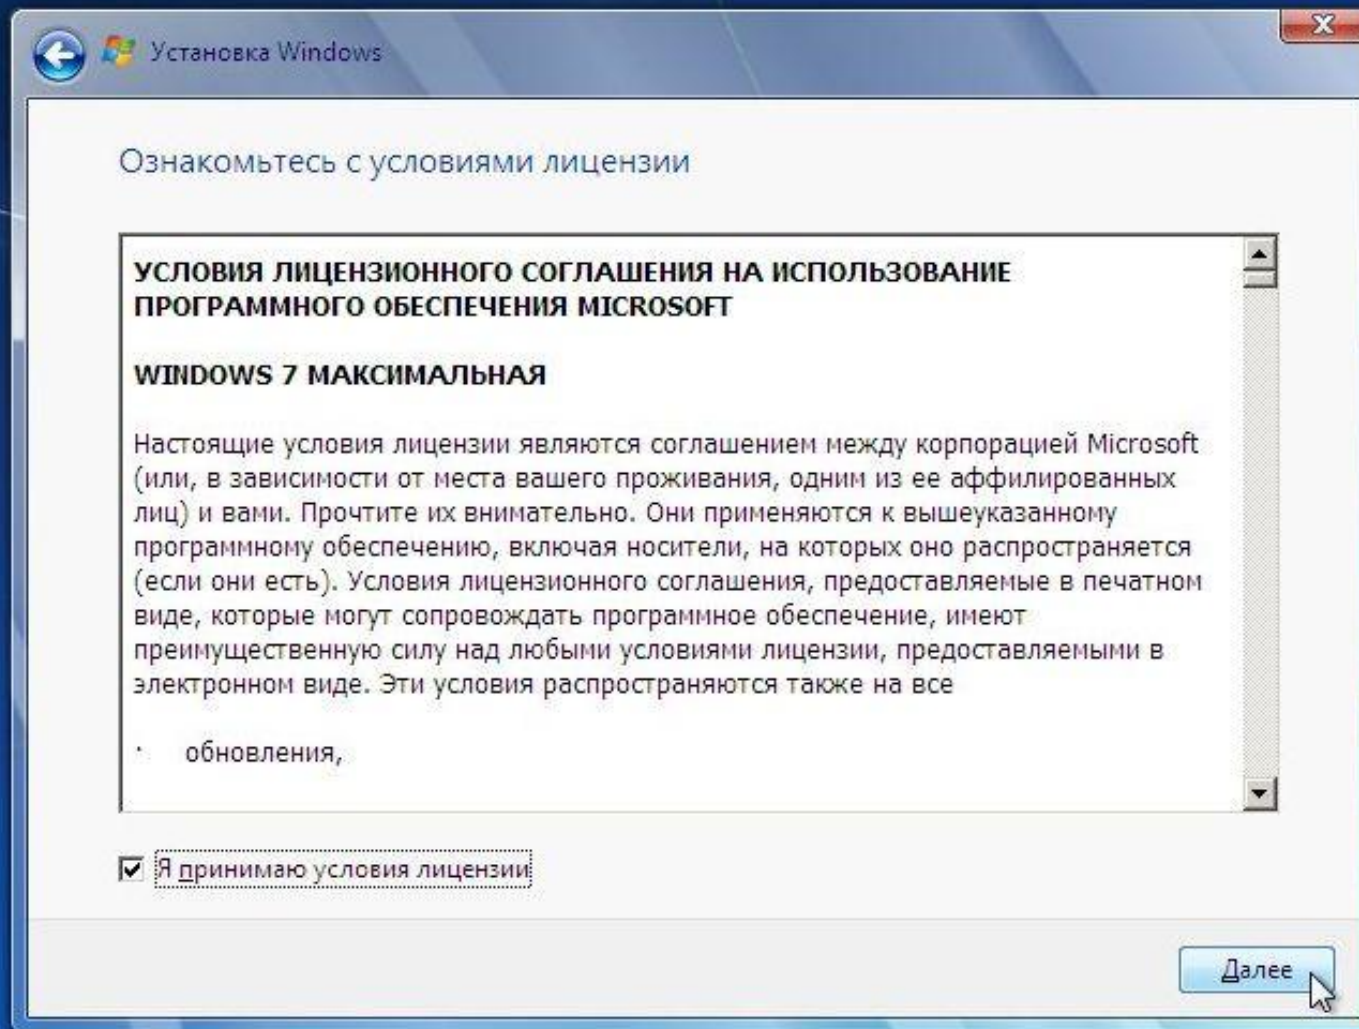 Установка Windows
Ознакомьтесь с условиями лицензии
УСЛОВИЯ ЛИЦЕНЗИОННОГО СОГЛАШЕНИЯ НА ИСПОЛЬЗОВАНИЕ
ПРОГРАММНОГО ОБЕСПЕЧЕНИЯ MICROSOFT
WINDOWS 7 МАКСИМАЛЬНАЯ
Настоящие условия лицензии являются соглашением между корпорацией Microsoft
(или, в зависимости от места вашего проживания, одним из ее аффилированных
лиц) и вами. Прочтите их внимательно. Они применяются к вышеуказанному
программному обеспечению, включая носители, на которых оно распространяется
(если они есть). Условия лицензионного соглашения, предоставляемые в печатном
виде, которые могут сопровождать программное обеспечение, имеют
преимущественную силу над любыми условиями лицензии, предоставляемыми в
электронном виде. Эти условия распространяются также на все
· обновления,
Я принимаю условия лицензии
Далее